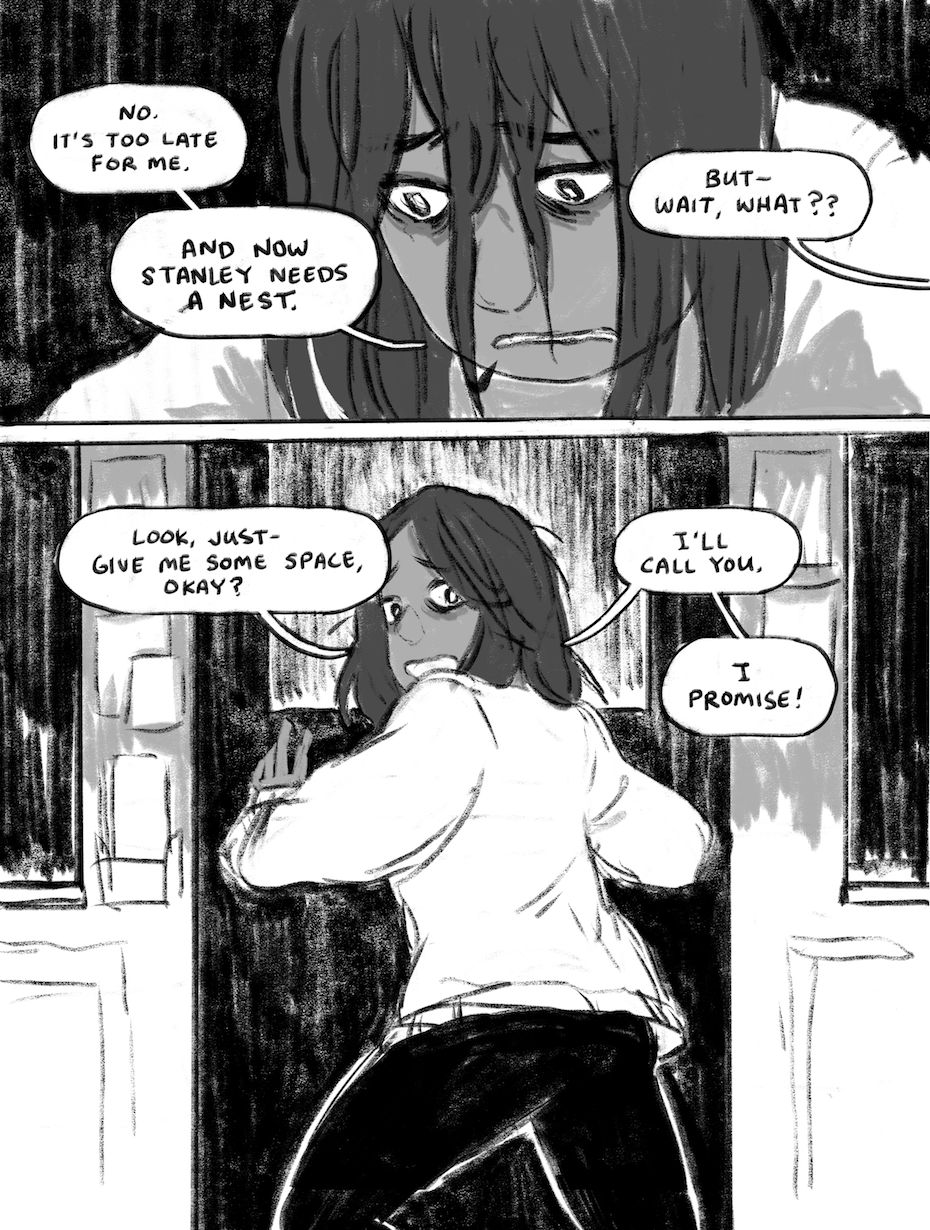 NO.
IT'S TOO LATE
FOR ME.
AND NOW
STANLEY NEEDS
A NEST.
BUT-
WAIT, WHAT??
LOOK, JUST-
GIVE ME SOME SPACE,
OKAY?
I'LL
CALL YOU.
I
PROMISE!